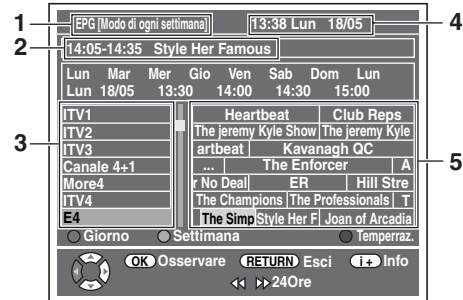 1 EPG [Modo di ogni settimana] 13:38 Lun 18/05 4
2 14:05-14:35 Style Her Famous
Lun Mar Mer Gio Ven Sab Dom Lun
Lun 18/05 13:30 14:00 14:30 15:00
ITV1 Heartbeat Club Reps
ITV2 The jeremy Kyle Show The jeremy Kyle
3 ITV3 artbeat Kavanagh QC 5
Canale 4+1 ... The Enforcer A
More4 r No Deal ER Hill Stre
ITV4 The Champions The Professionals T
E4 The Simp Style Her F Joan of Arcadia
Giorno Settimana Temperraz.
OK Osservare RETURN Esci i+ Info
24Ore